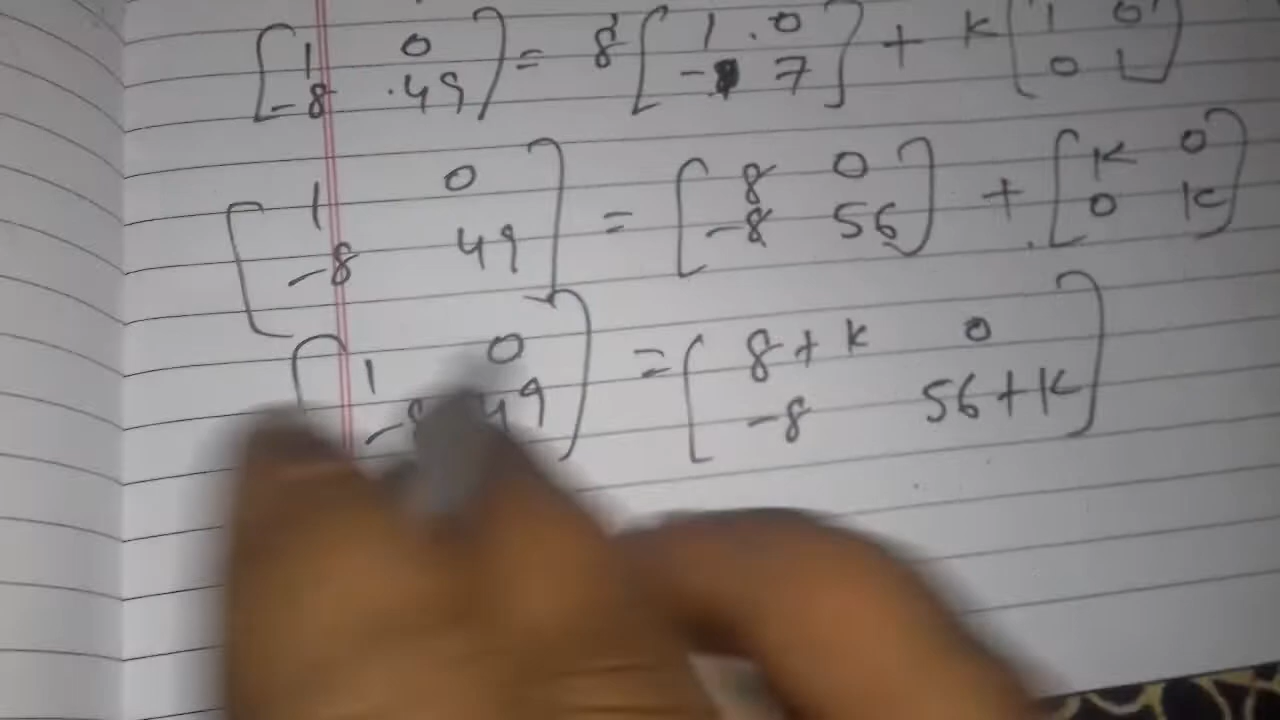 [1 0 = 8[1 0 + K[1 0
-8 49] -1 7] 0 1]
[1 0 = [8 0 + [K 0
-8 49] -8 56] 0 K]
[1 0 = [8+K 0
-8 49] -8 56+K]